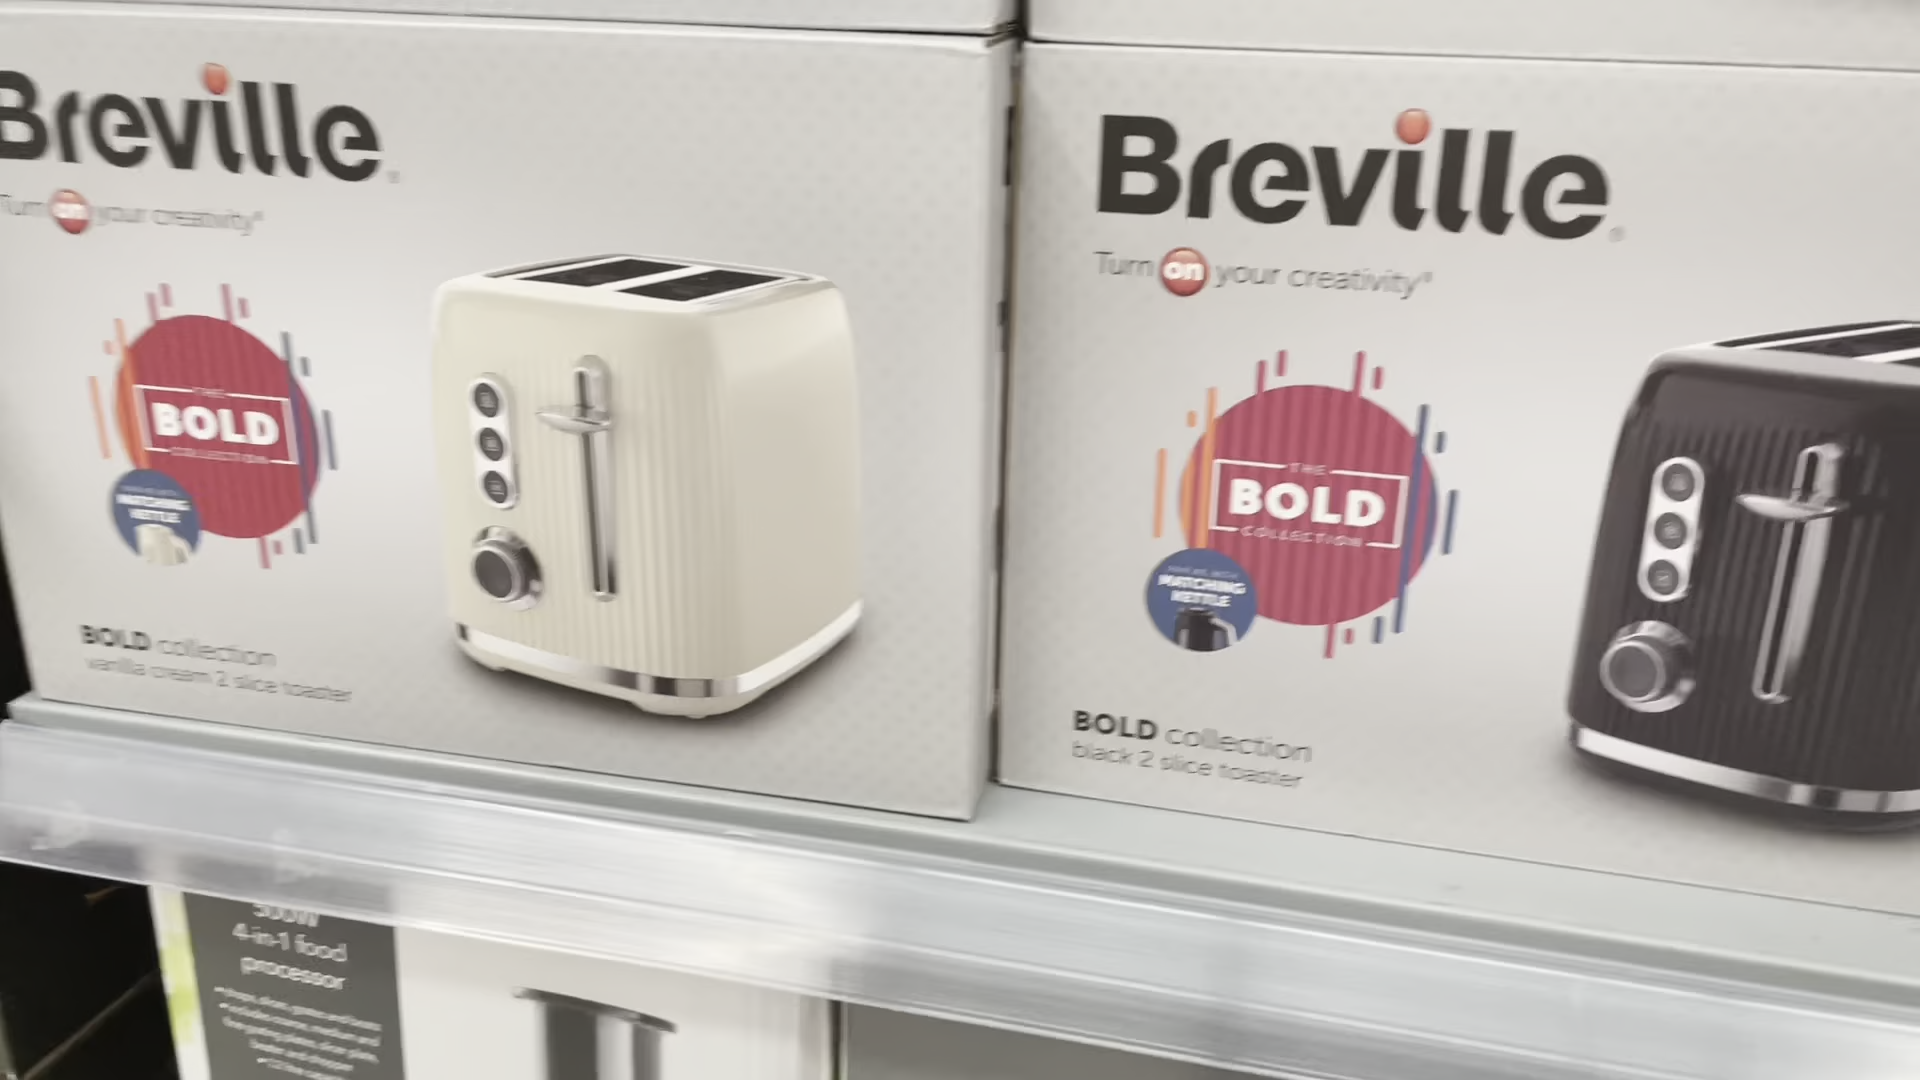 Breville
Turn on your creativity
THE
BOLD
COLLECTION
MATCHING
KETTLE
BOLD collection
vanilla cream 2 slice toaster
Breville
Turn on your creativity
THE
BOLD
COLLECTION
MATCHING
KETTLE
BOLD collection
black 2 slice toaster
500W
4-in-1 food
processor